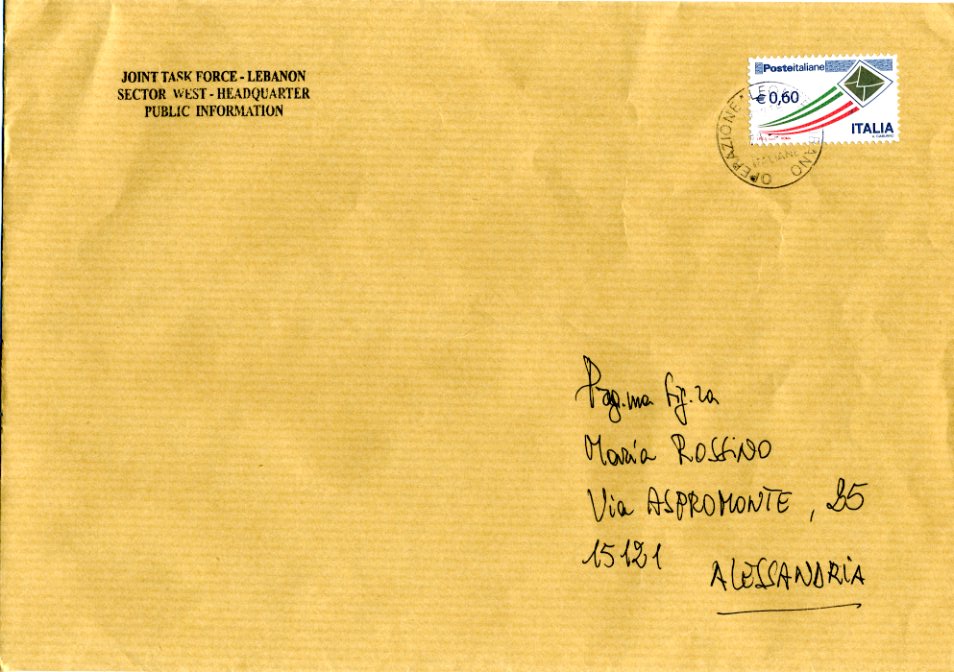 JOINT TASK FORCE - LEBANON
SECTOR WEST - HEADQUARTER
PUBLIC INFORMATION
Posteitaliane
€ 0,60
ITALIA
OPERAZIONE
Preg.ma Sig.ra
Maria ROSSINO
Via ASPROMONTE, 25
15121
ALESSANDRIA